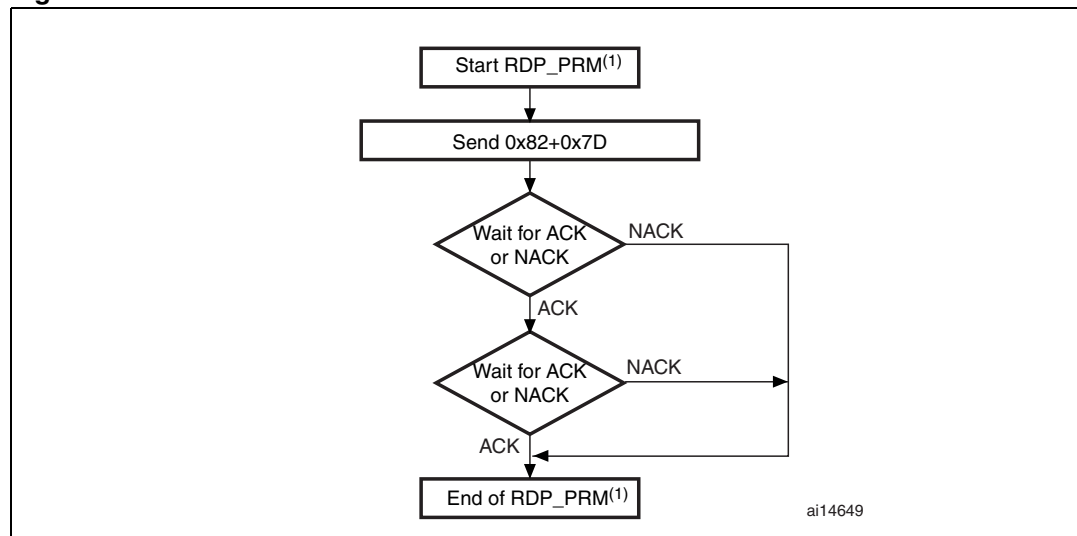 Start RDP_PRM(1)
Send 0x82+0x7D
Wait for ACK
or NACK
NACK
ACK
Wait for ACK
or NACK
NACK
ACK
End of RDP_PRM(1)
ai14649